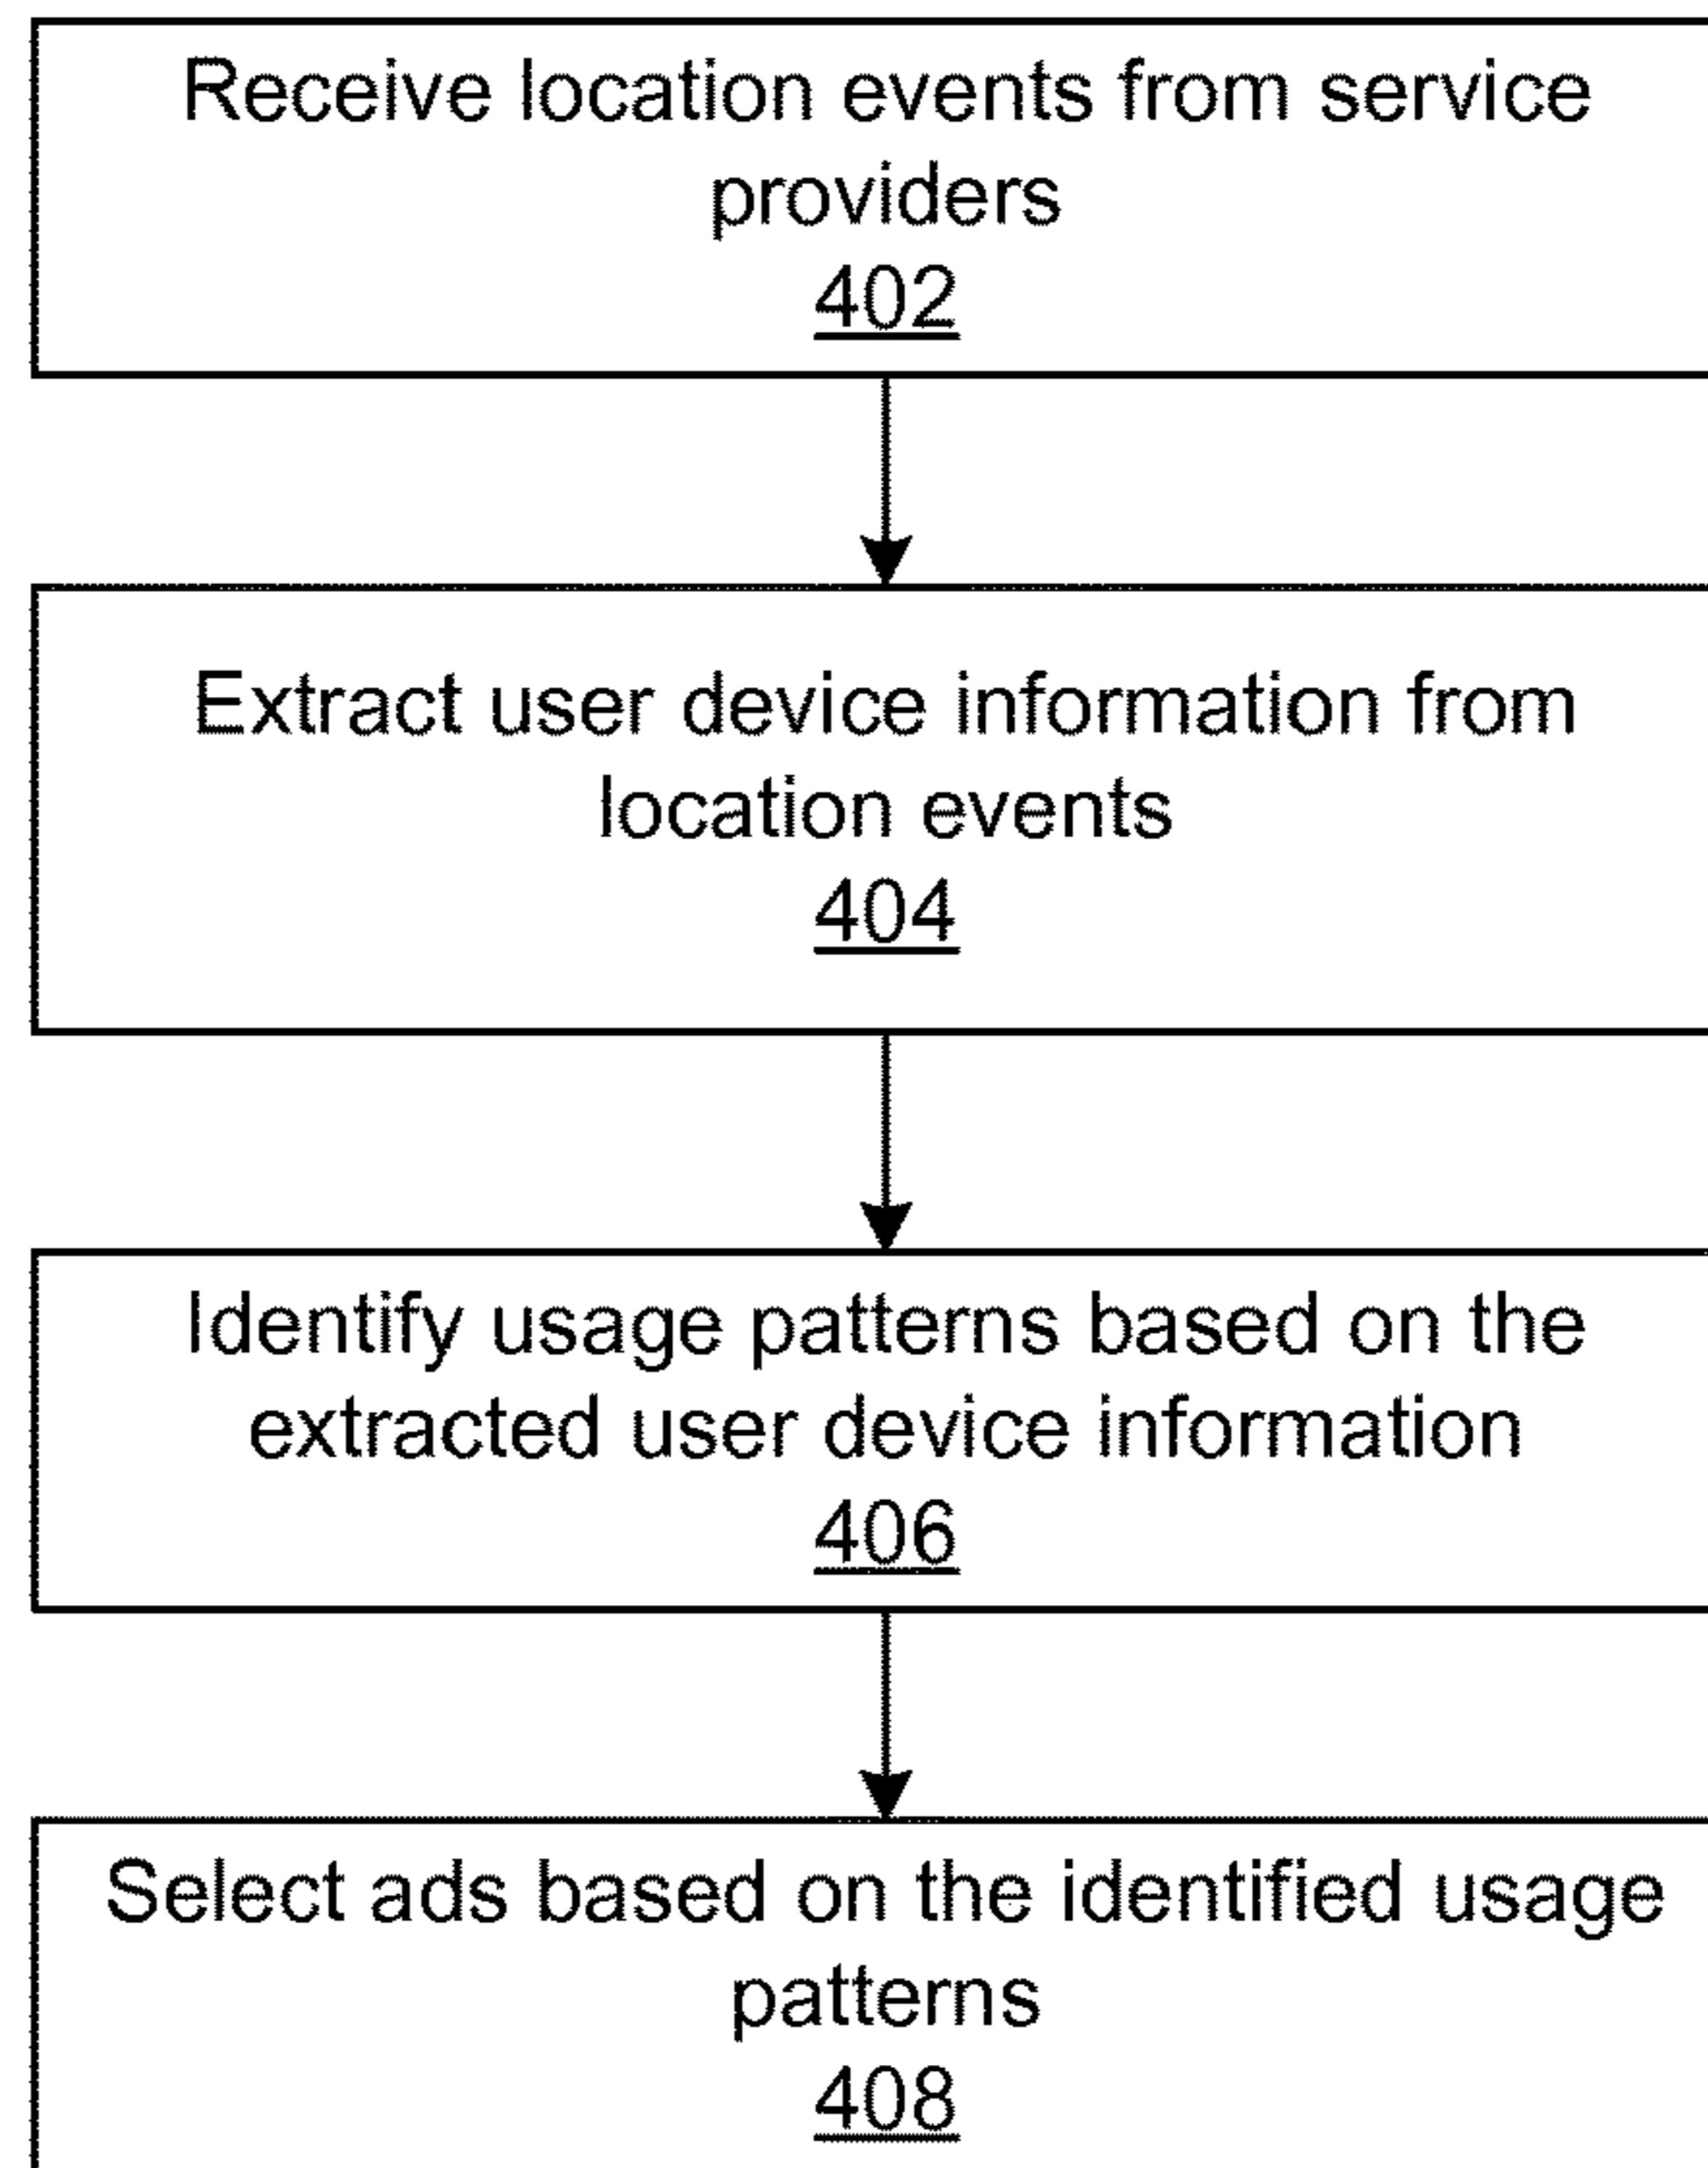 Receive location events from service
providers
402
Extract user device information from
location events
404
Identify usage patterns based on the
extracted user device information
406
Select ads based on the identified usage
patterns
408